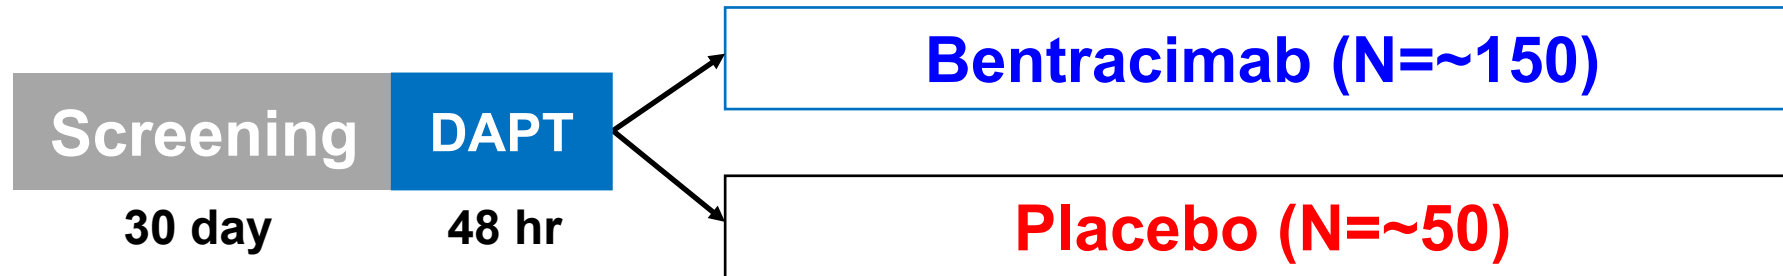 Bentracimab (N=~150)
Screening
DAPT
30 day
48 hr
Placebo (N=~50)